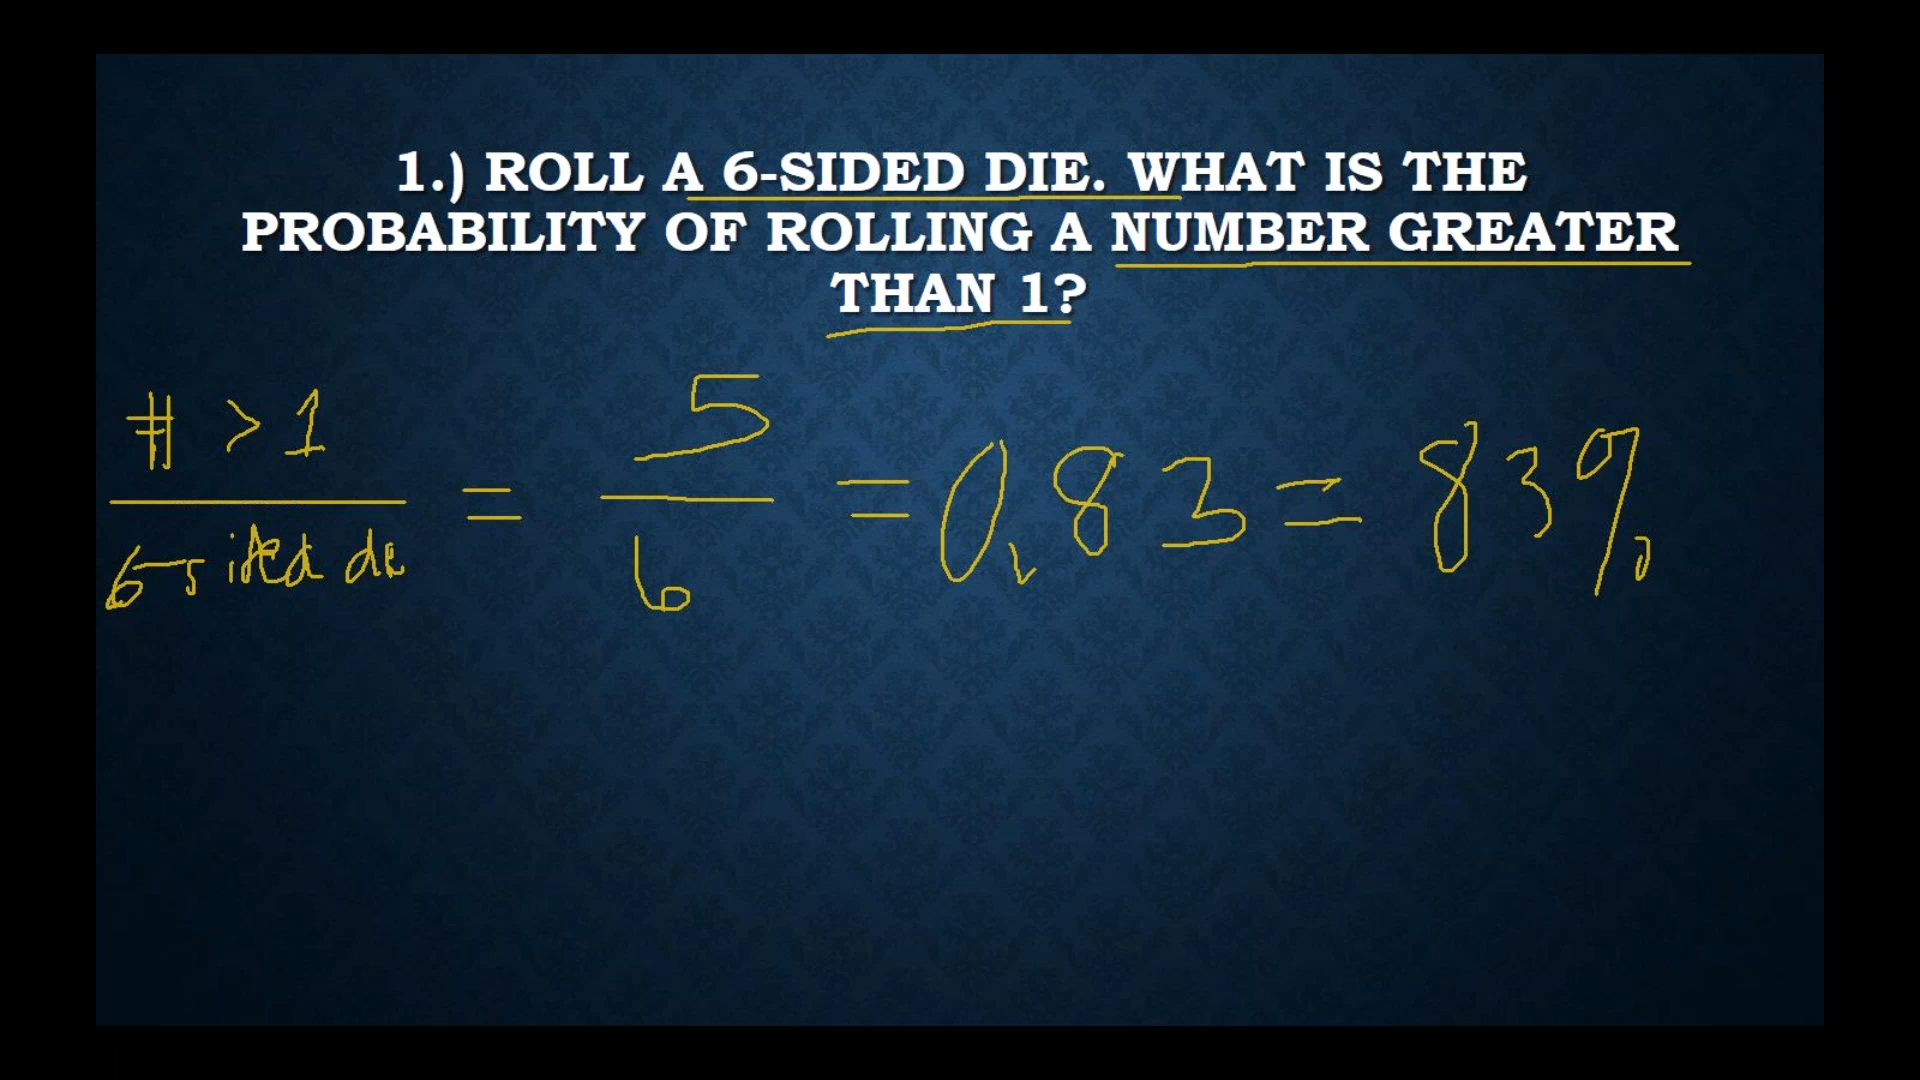 1.) ROLL A 6-SIDED DIE. WHAT IS THE
PROBABILITY OF ROLLING A NUMBER GREATER
THAN 1?
# > 1
6-sided die
= 5/6 = 0.83 = 83%